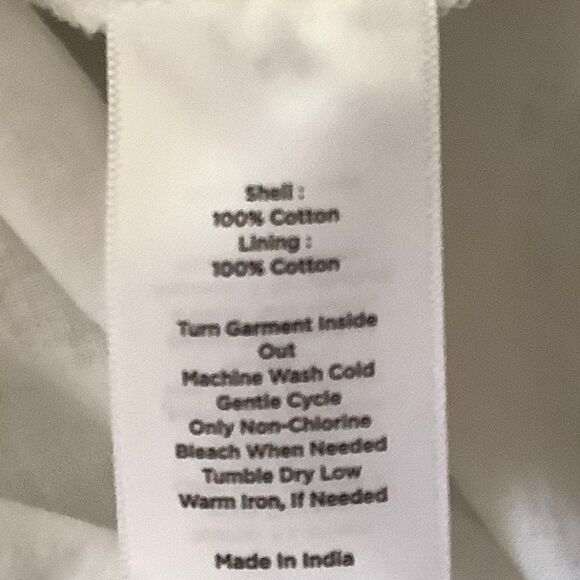 Shell :
100% Cotton
Lining :
100% Cotton
Turn Garment Inside
Out
Machine Wash Cold
Gentle Cycle
Only Non-Chlorine
Bleach When Needed
Tumble Dry Low
Warm Iron, If Needed
Made In India